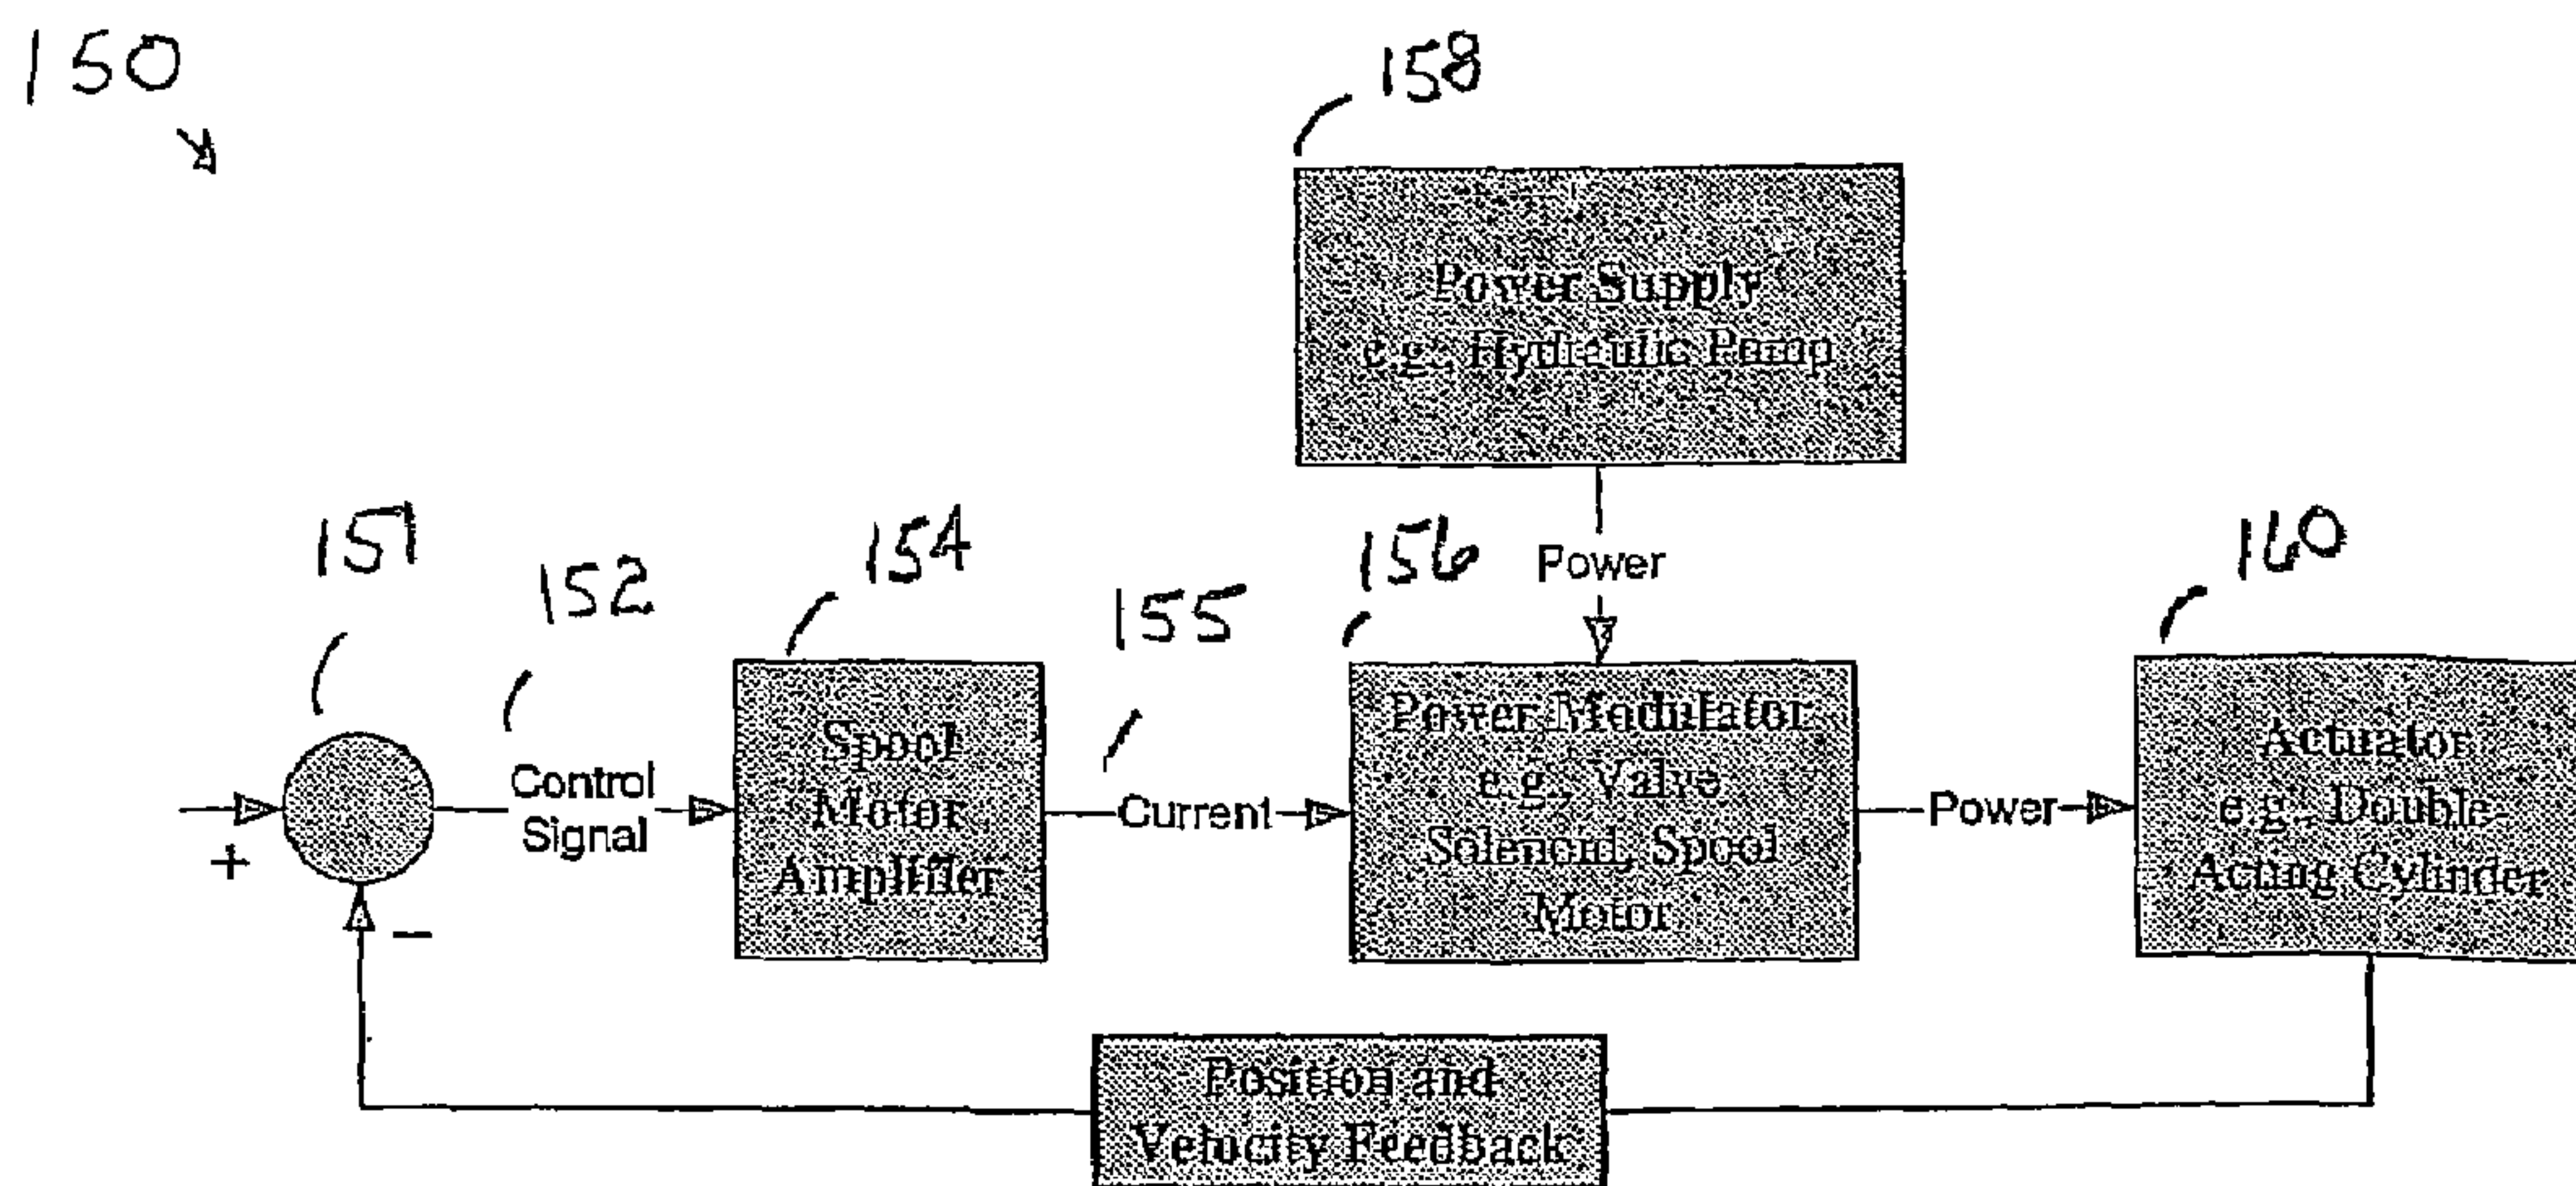 150
158
Power Supply
e.g., Hydraulic Pump
151
152
154
155
156
Power
160
Control
Signal
Spool
Motor
Amplifier
Current
Power Modulator
e.g., Valve
Solenoid, Spool
Motor
Power
Actuator
e.g., Double-
Acting Cylinder
+
−
Position and
Velocity Feedback